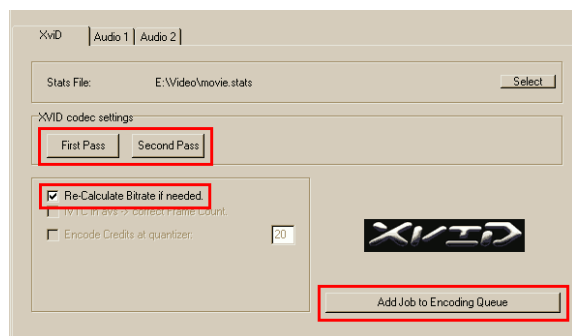 XviD Audio 1 Audio 2
Stats File: E:\Video\movie.stats Select
XVID codec settings
First Pass Second Pass
Re-Calculate Bitrate if needed.
IVTC in avs -> correct Frame Count.
Encode Credits at quantizer: 20
XVID
Add Job to Encoding Queue